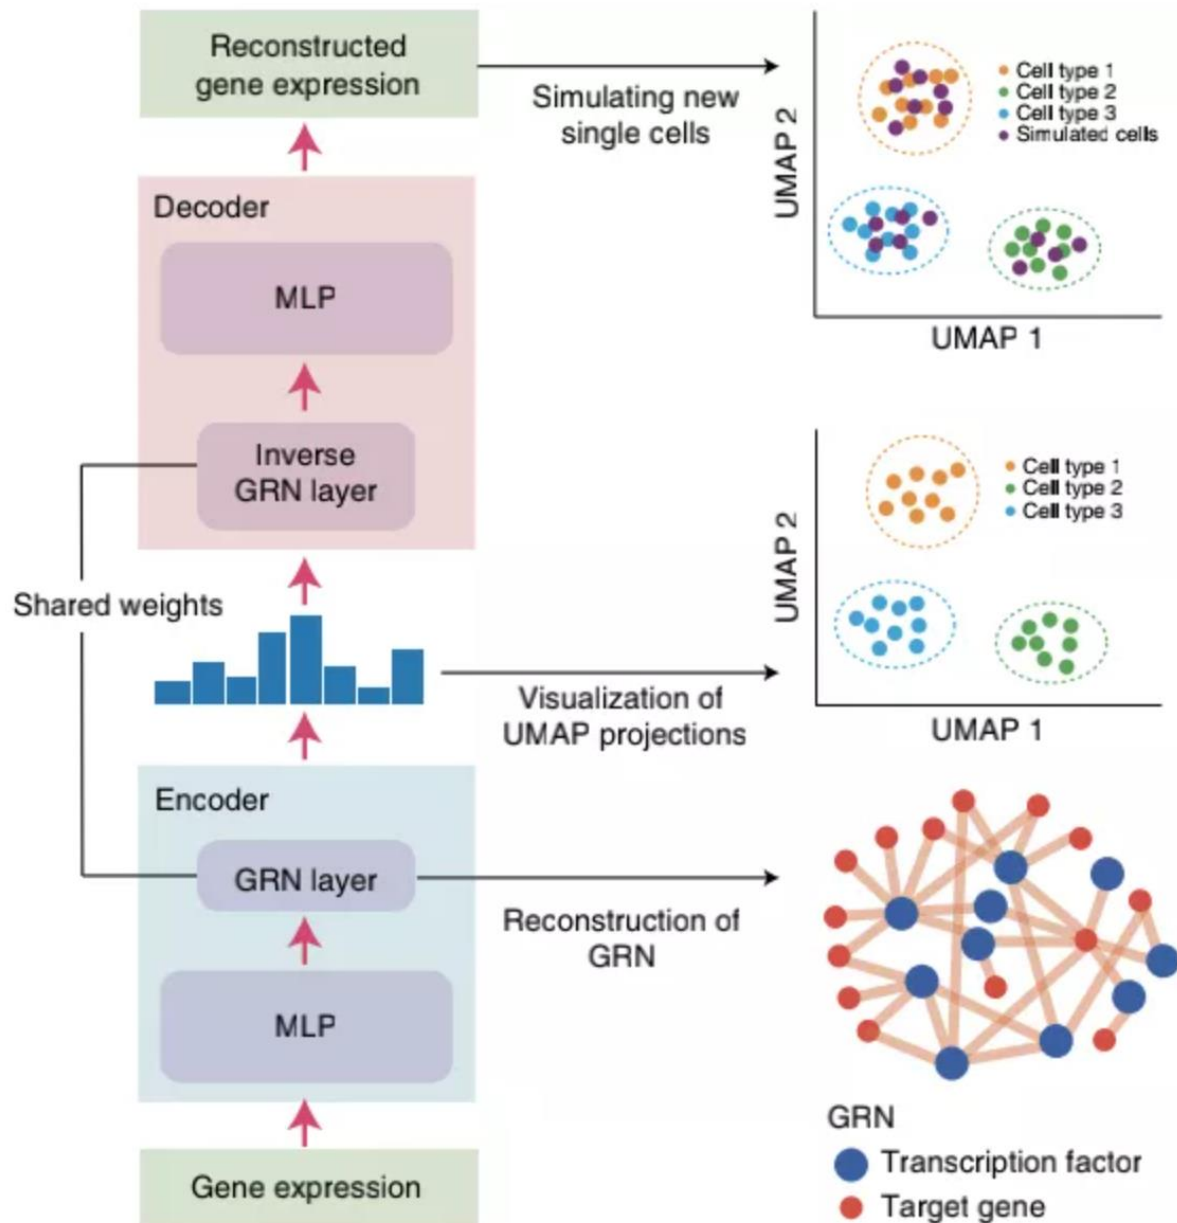 Reconstructed
gene expression
Simulating new
single cells
UMAP 2
Cell type 1
Cell type 2
Cell type 3
Simulated cells
UMAP 1
Decoder
MLP
Inverse
GRN layer
Shared weights
Visualization of
UMAP projections
UMAP 2
Cell type 1
Cell type 2
Cell type 3
UMAP 1
Encoder
GRN layer
MLP
Reconstruction of
GRN
Gene expression
GRN
Transcription factor
Target gene